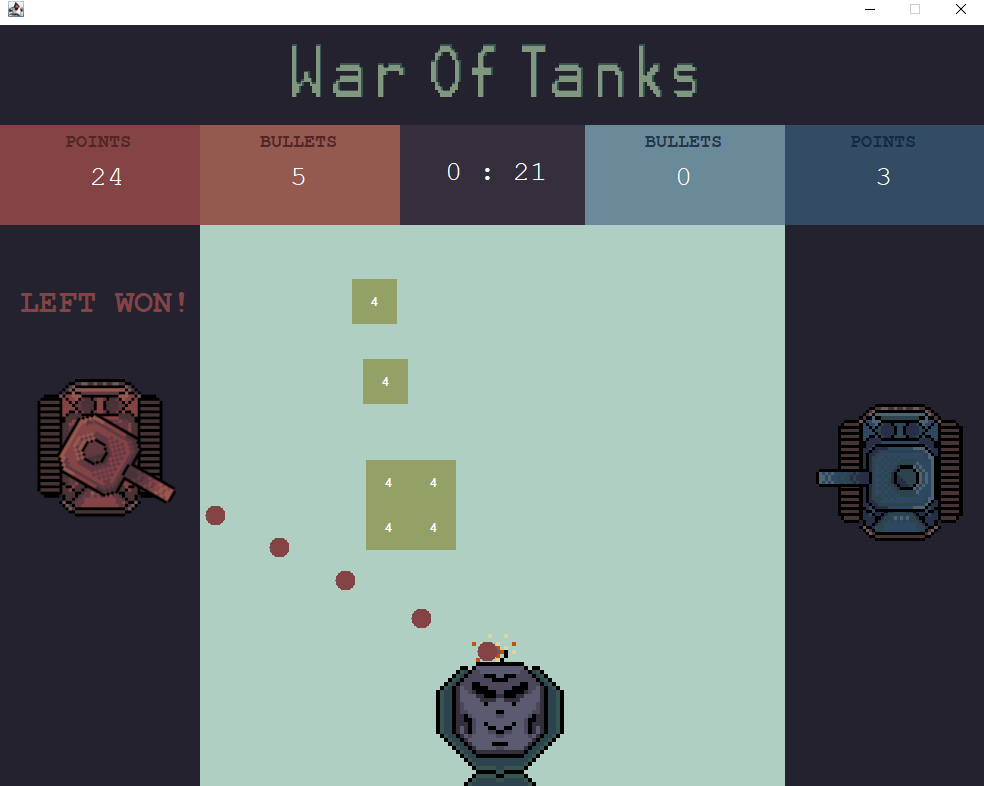 War Of Tanks
POINTS
24
BULLETS
5
0 : 21
BULLETS
0
POINTS
3
LEFT WON!
4
4
4 4
4 4